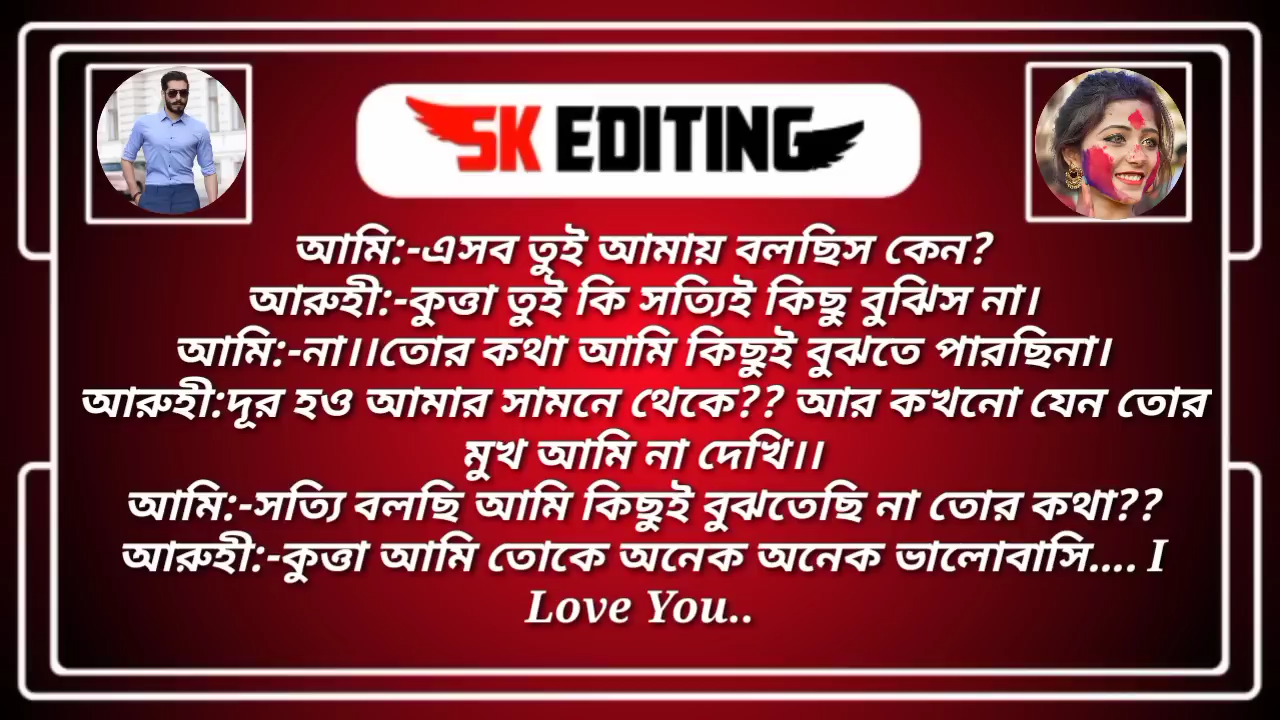 SK EDITING
আমি:-এসব তুই আমায় বলছিস কেন?
আরুহী:-কুত্তা তুই কি সত্যিই কিছু বুঝিস না।
আমি:-না।।তোর কথা আমি কিছুই বুঝতে পারছিনা।
আরুহী:দূর হও আমার সামনে থেকে?? আর কখনো যেন তোর
মুখ আমি না দেখি।।
আমি:-সত্যি বলছি আমি কিছুই বুঝতেছি না তোর কথা??
আরুহী:-কুত্তা আমি তোকে অনেক অনেক ভালোবাসি.... I
Love You..